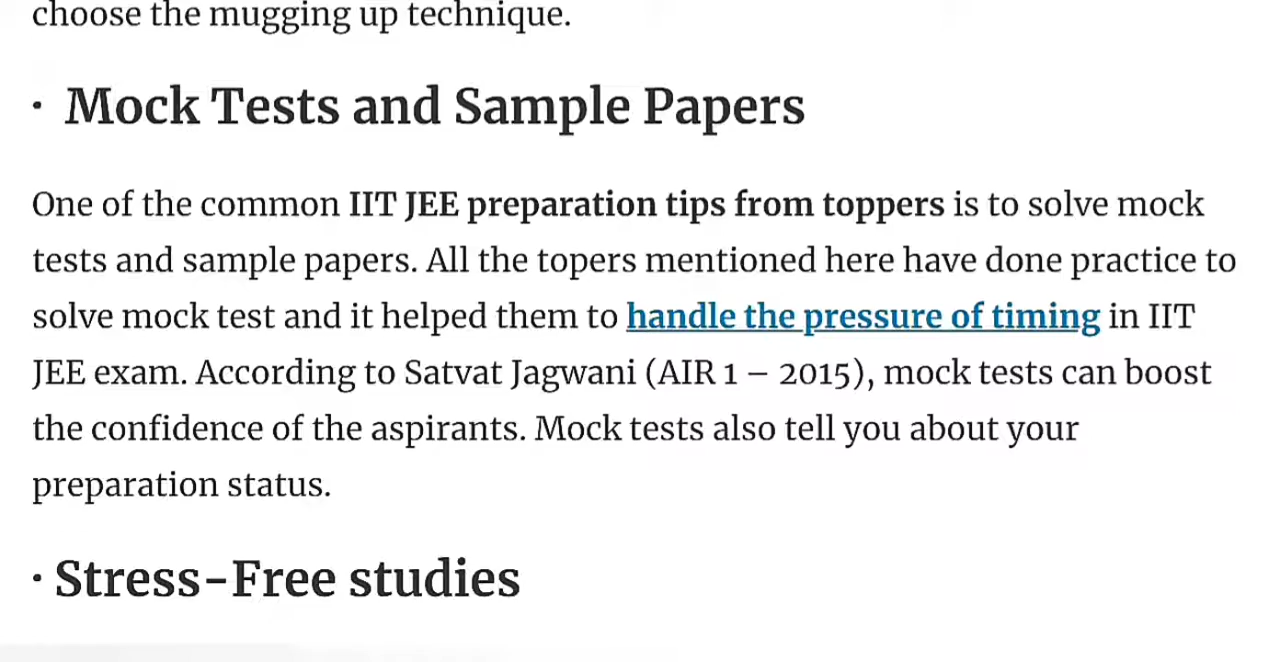 choose the mugging up technique.
· Mock Tests and Sample Papers
One of the common IIT JEE preparation tips from toppers is to solve mock
tests and sample papers. All the topers mentioned here have done practice to
solve mock test and it helped them to handle the pressure of timing in IIT
JEE exam. According to Satvat Jagwani (AIR 1 – 2015), mock tests can boost
the confidence of the aspirants. Mock tests also tell you about your
preparation status.
· Stress-Free studies